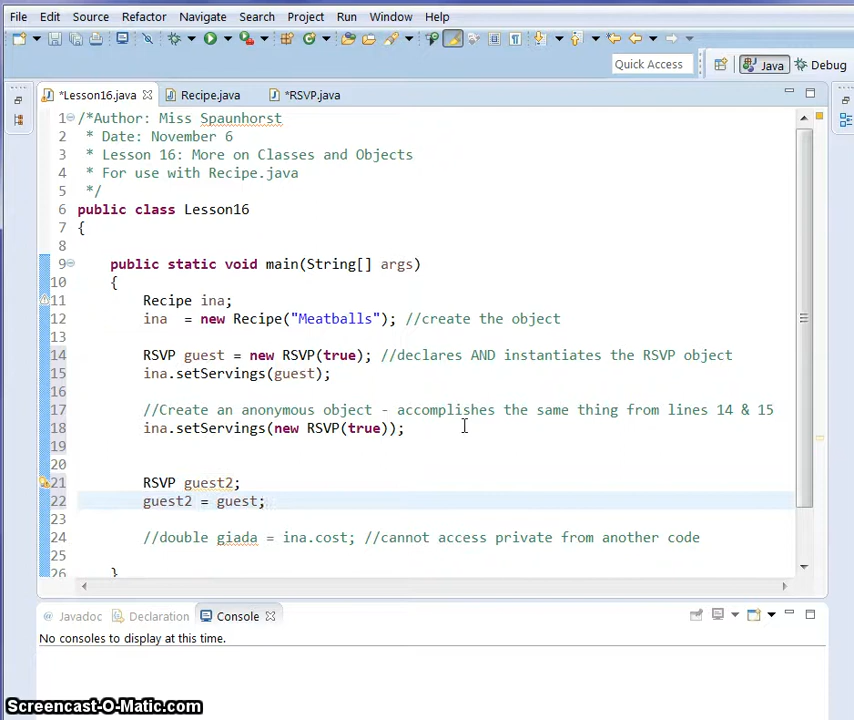 File Edit Source Refactor Navigate Search Project Run Window Help
Quick Access Java Debug
*Lesson16.java Recipe.java *RSVP.java
1 /*Author: Miss Spaunhorst
2 * Date: November 6
3 * Lesson 16: More on Classes and Objects
4 * For use with Recipe.java
5 */
6 public class Lesson16
7 {
8
9 public static void main(String[] args)
10 {
11 Recipe ina;
12 ina = new Recipe("Meatballs"); //create the object
13
14 RSVP guest = new RSVP(true); //declares AND instantiates the RSVP object
15 ina.setServings(guest);
16
17 //Create an anonymous object - accomplishes the same thing from lines 14 & 15
18 ina.setServings(new RSVP(true));
19
20
21 RSVP guest2;
22 guest2 = guest;
23
24 //double giada = ina.cost; //cannot access private from another code
25
26 }
@ Javadoc Declaration Console
No consoles to display at this time.
Screencast-O-Matic.com